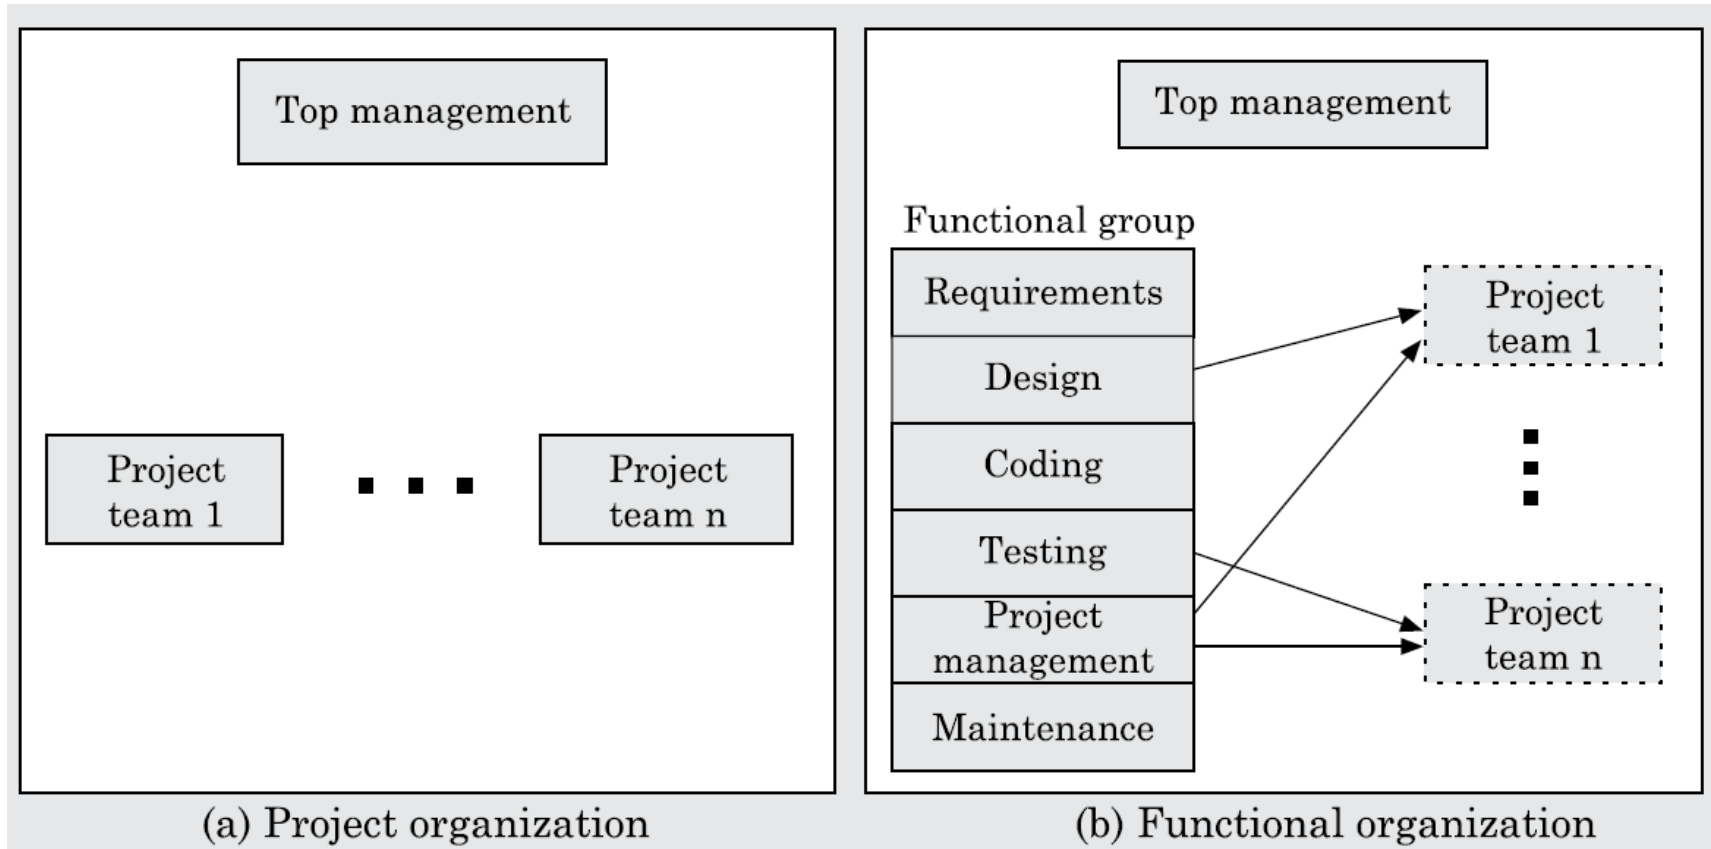 Top management
Project
team 1
Project
team n
(a) Project organization
Top management
Functional group
Requirements
Design
Coding
Testing
Project
management
Maintenance
Project
team 1
Project
team n
(b) Functional organization